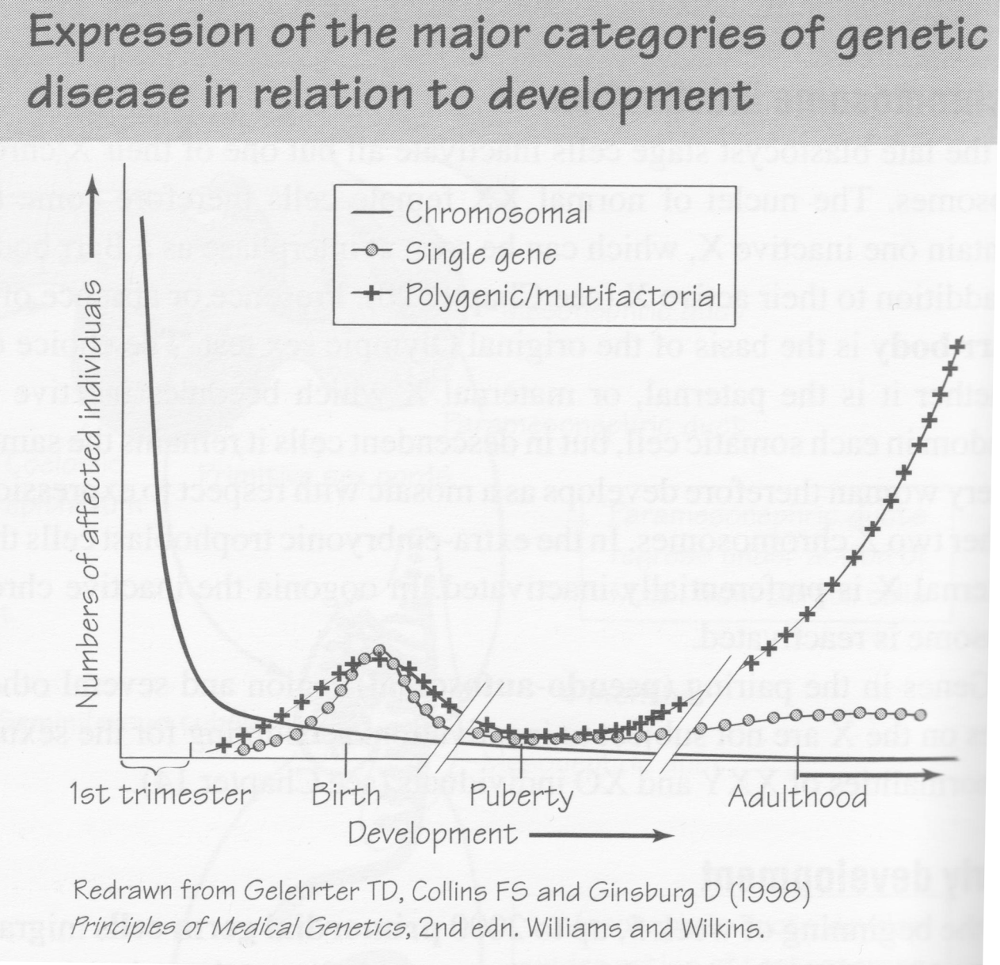 Expression of the major categories of genetic
disease in relation to development
Chromosomal
Single gene
Polygenic/multifactorial
Numbers of affected individuals
1st trimester
Birth
Puberty
Adulthood
Development
Redrawn from Gelehrter TD, Collins FS and Ginsburg D (1998)
Principles of Medical Genetics, 2nd edn. Williams and Wilkins.